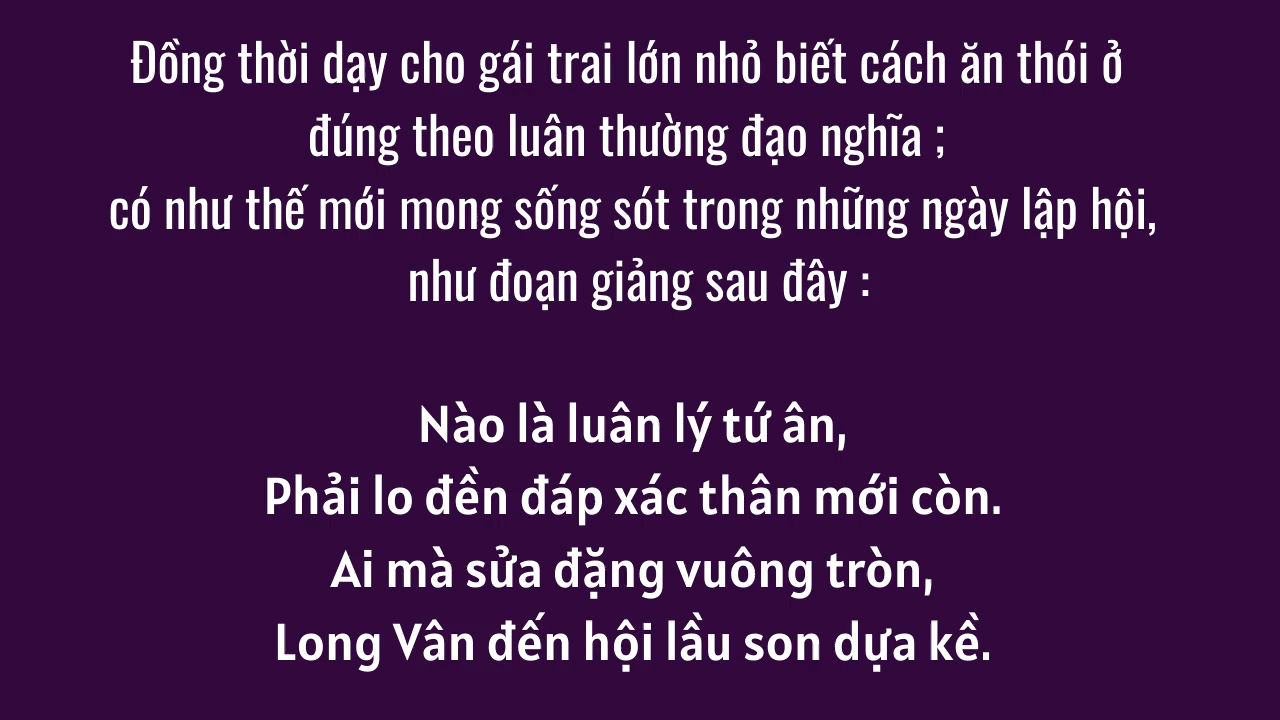 Đồng thời dạy cho gái trai lớn nhỏ biết cách ăn thói ở
đúng theo luân thường đạo nghĩa ;
có như thế mới mong sống sót trong những ngày lập hội,
như đoạn giảng sau đây :
Nào là luân lý tứ ân,
Phải lo đền đáp xác thân mới còn.
Ai mà sửa đặng vuông tròn,
Long Vân đến hội lầu son dựa kề.